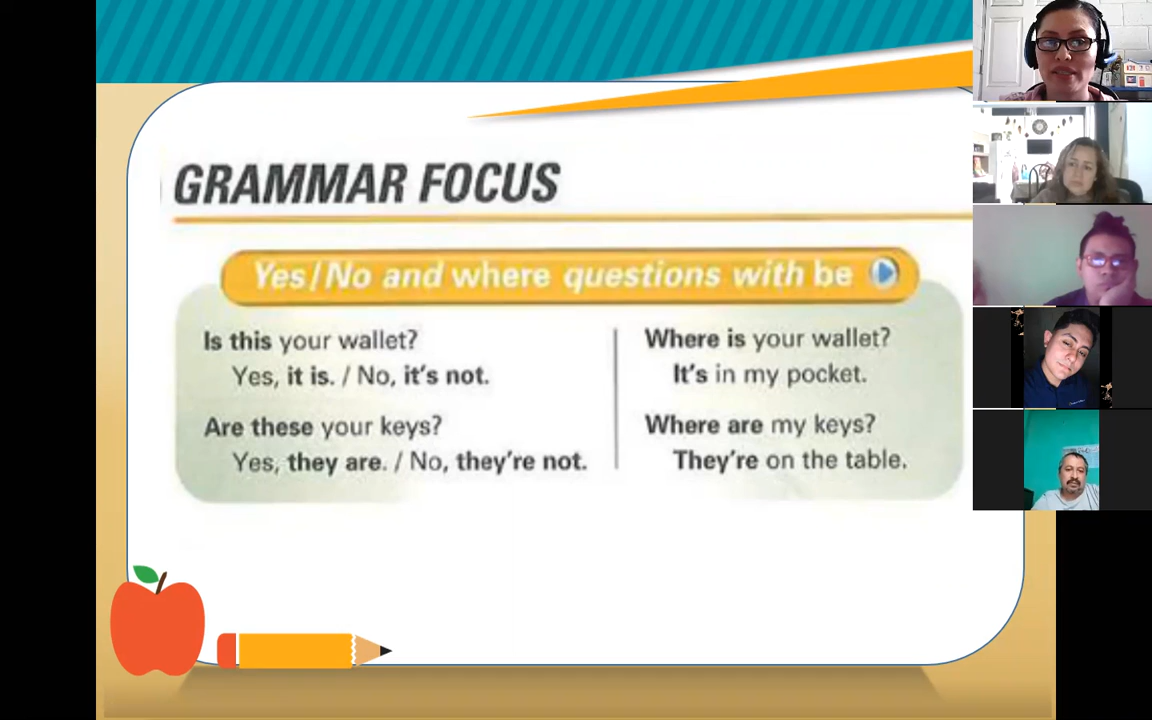 GRAMMAR FOCUS
Yes/No and where questions with be
Is this your wallet?
Yes, it is. / No, it's not.
Are these your keys?
Yes, they are. / No, they're not.
Where is your wallet?
It's in my pocket.
Where are my keys?
They're on the table.